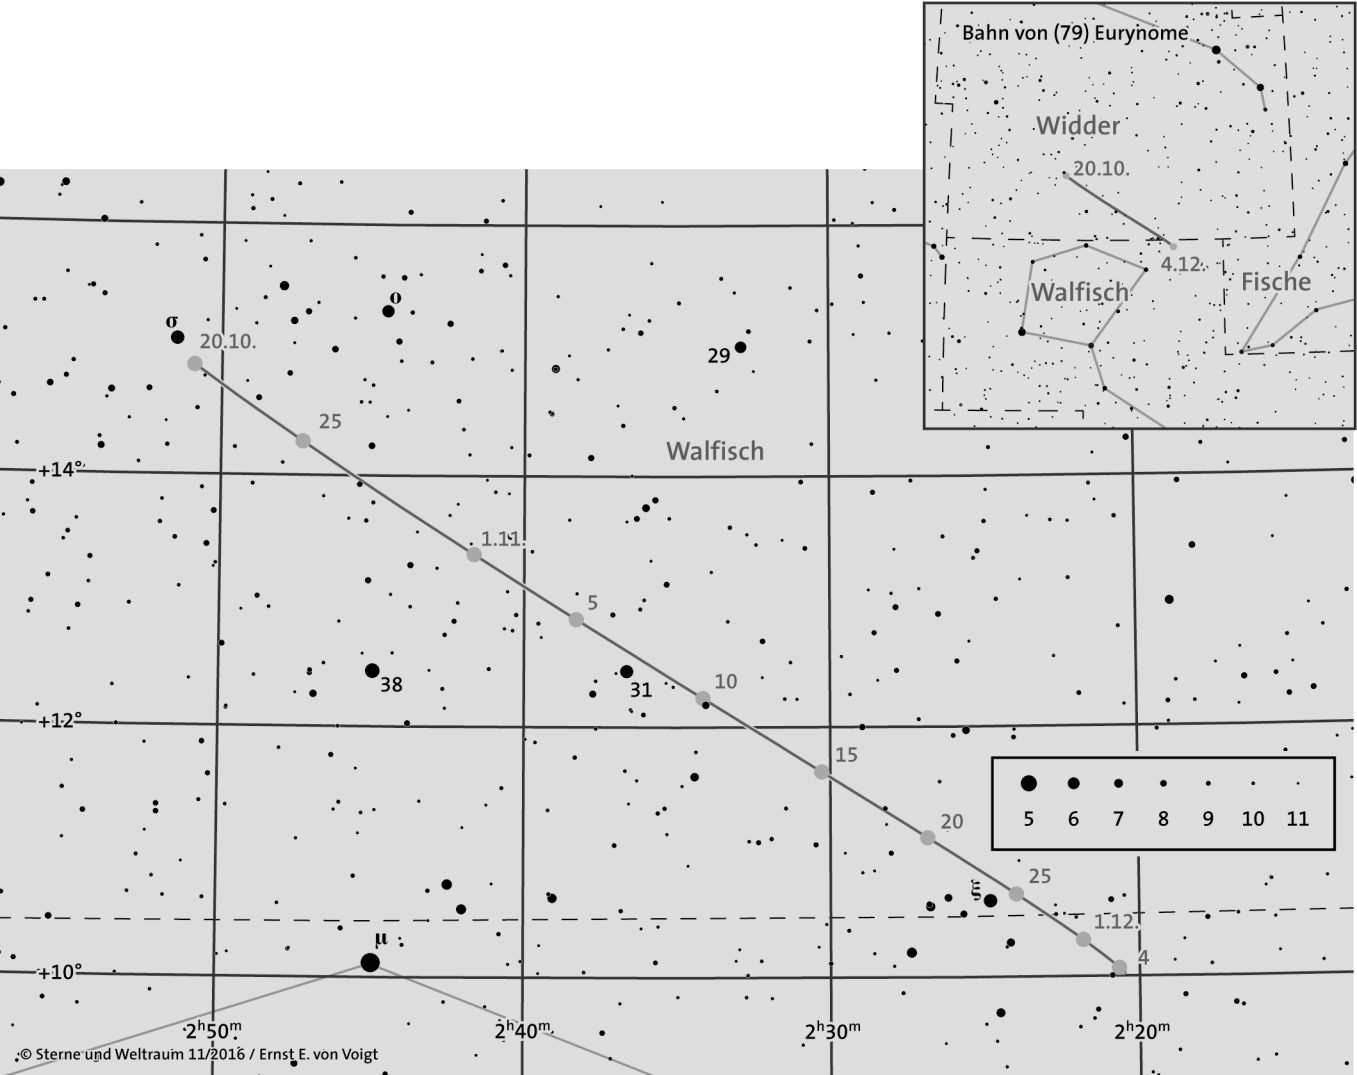 Bahn von (79) Eurynome
Widder
20.10.
4.12.
Walfisch
Fische
σ
20.10.
ο
29
25
Walfisch
+14°
1.11.
5
38
31
10
+12°
15
20
5 6 7 8 9 10 11
25
ξ
1.12.
μ
4
+10°
2ʰ50ᵐ 2ʰ40ᵐ 2ʰ30ᵐ 2ʰ20ᵐ
© Sterne und Weltraum 11/2016 / Ernst E. von Voigt